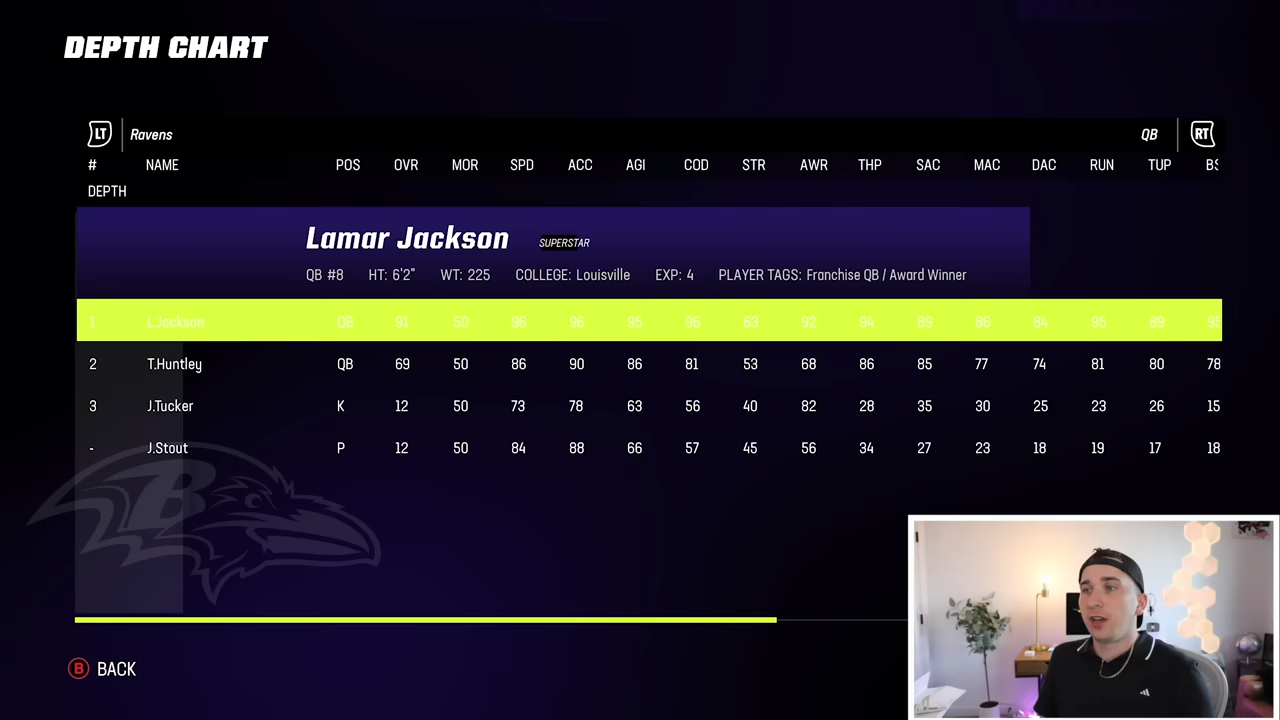 DEPTH CHART
LT Ravens QB RT
# NAME POS OVR MOR SPD ACC AGI COD STR AWR THP SAC MAC DAC RUN TUP BS
DEPTH
Lamar Jackson SUPERSTAR
QB #8 HT: 6'2" WT: 225 COLLEGE: Louisville EXP: 4 PLAYER TAGS: Franchise QB / Award Winner
1 L.Jackson QB 91 50 96 96 95 96 63 92 94 89 86 84 95 89
2 T.Huntley QB 69 50 86 90 86 81 53 68 86 85 77 74 81 80 78
3 J.Tucker K 12 50 73 78 63 56 40 82 28 35 30 25 23 26 15
- J.Stout P 12 50 84 88 66 57 45 56 34 27 23 18 19 17 18
B BACK